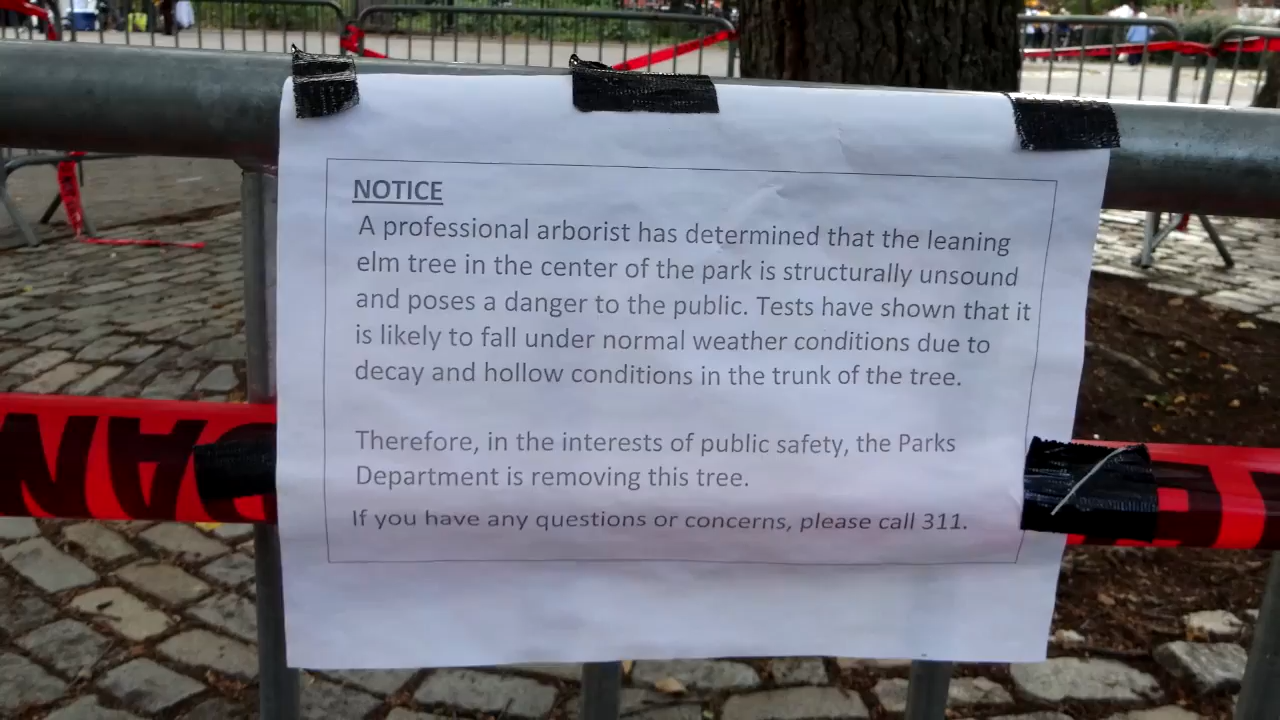 NOTICE
A professional arborist has determined that the leaning
elm tree in the center of the park is structurally unsound
and poses a danger to the public. Tests have shown that it
is likely to fall under normal weather conditions due to
decay and hollow conditions in the trunk of the tree.
Therefore, in the interests of public safety, the Parks
Department is removing this tree.
If you have any questions or concerns, please call 311.